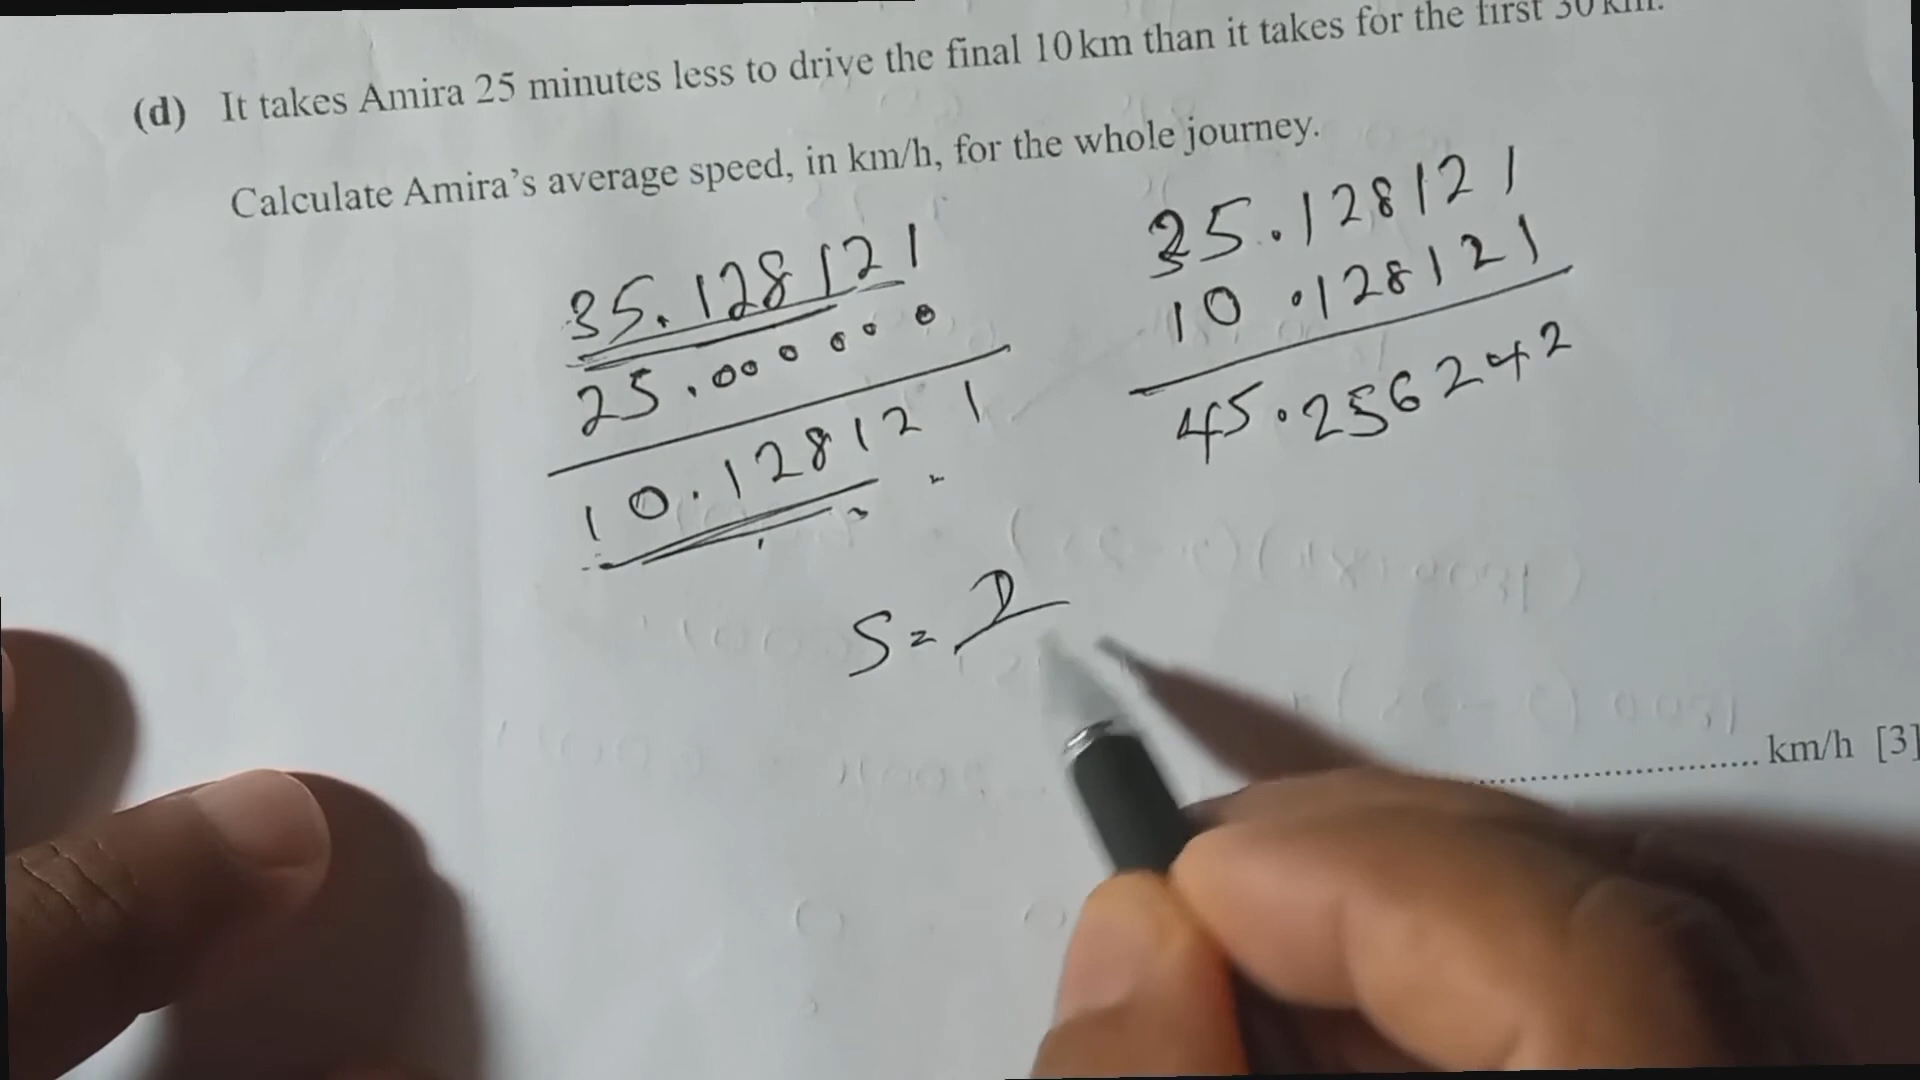 (d) It takes Amira 25 minutes less to drive the final 10 km than it takes for the first 30 km.
Calculate Amira's average speed, in km/h, for the whole journey.
35.128121
25.000000
10.128121
35.128121
10.128121
45.256242
S = D
km/h [3]